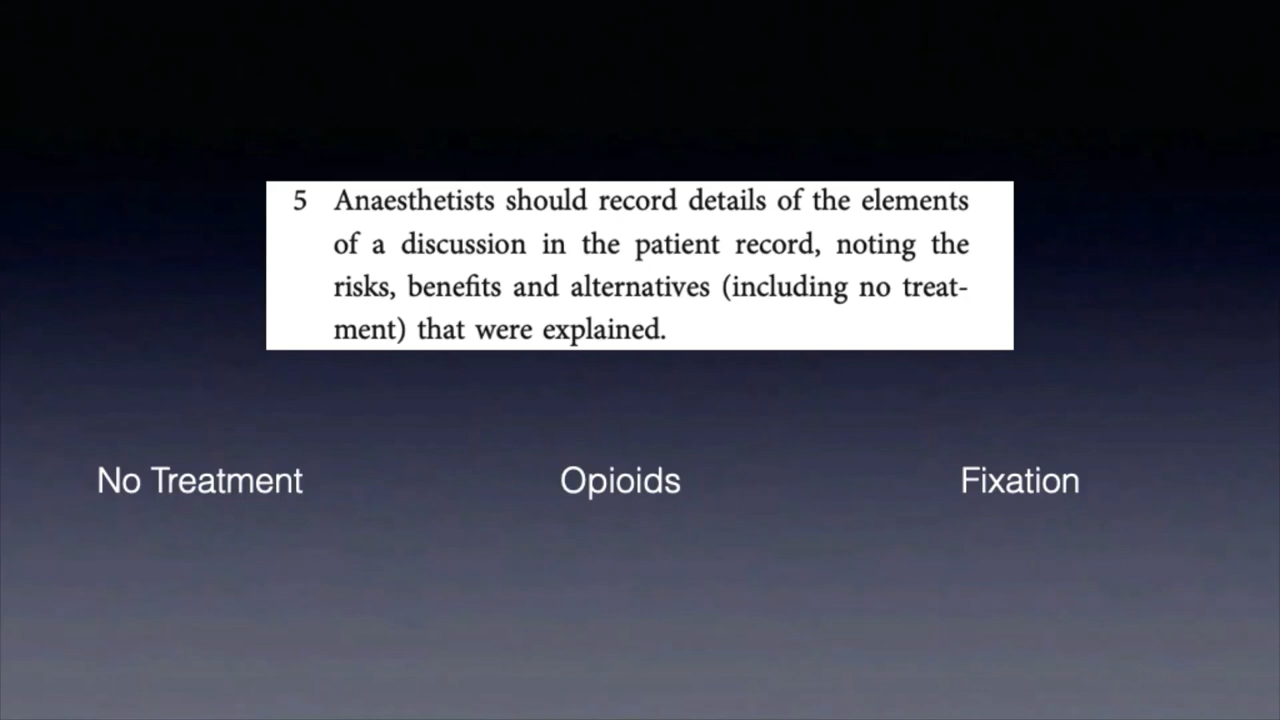 5 Anaesthetists should record details of the elements
of a discussion in the patient record, noting the
risks, benefits and alternatives (including no treat-
ment) that were explained.
No Treatment Opioids Fixation